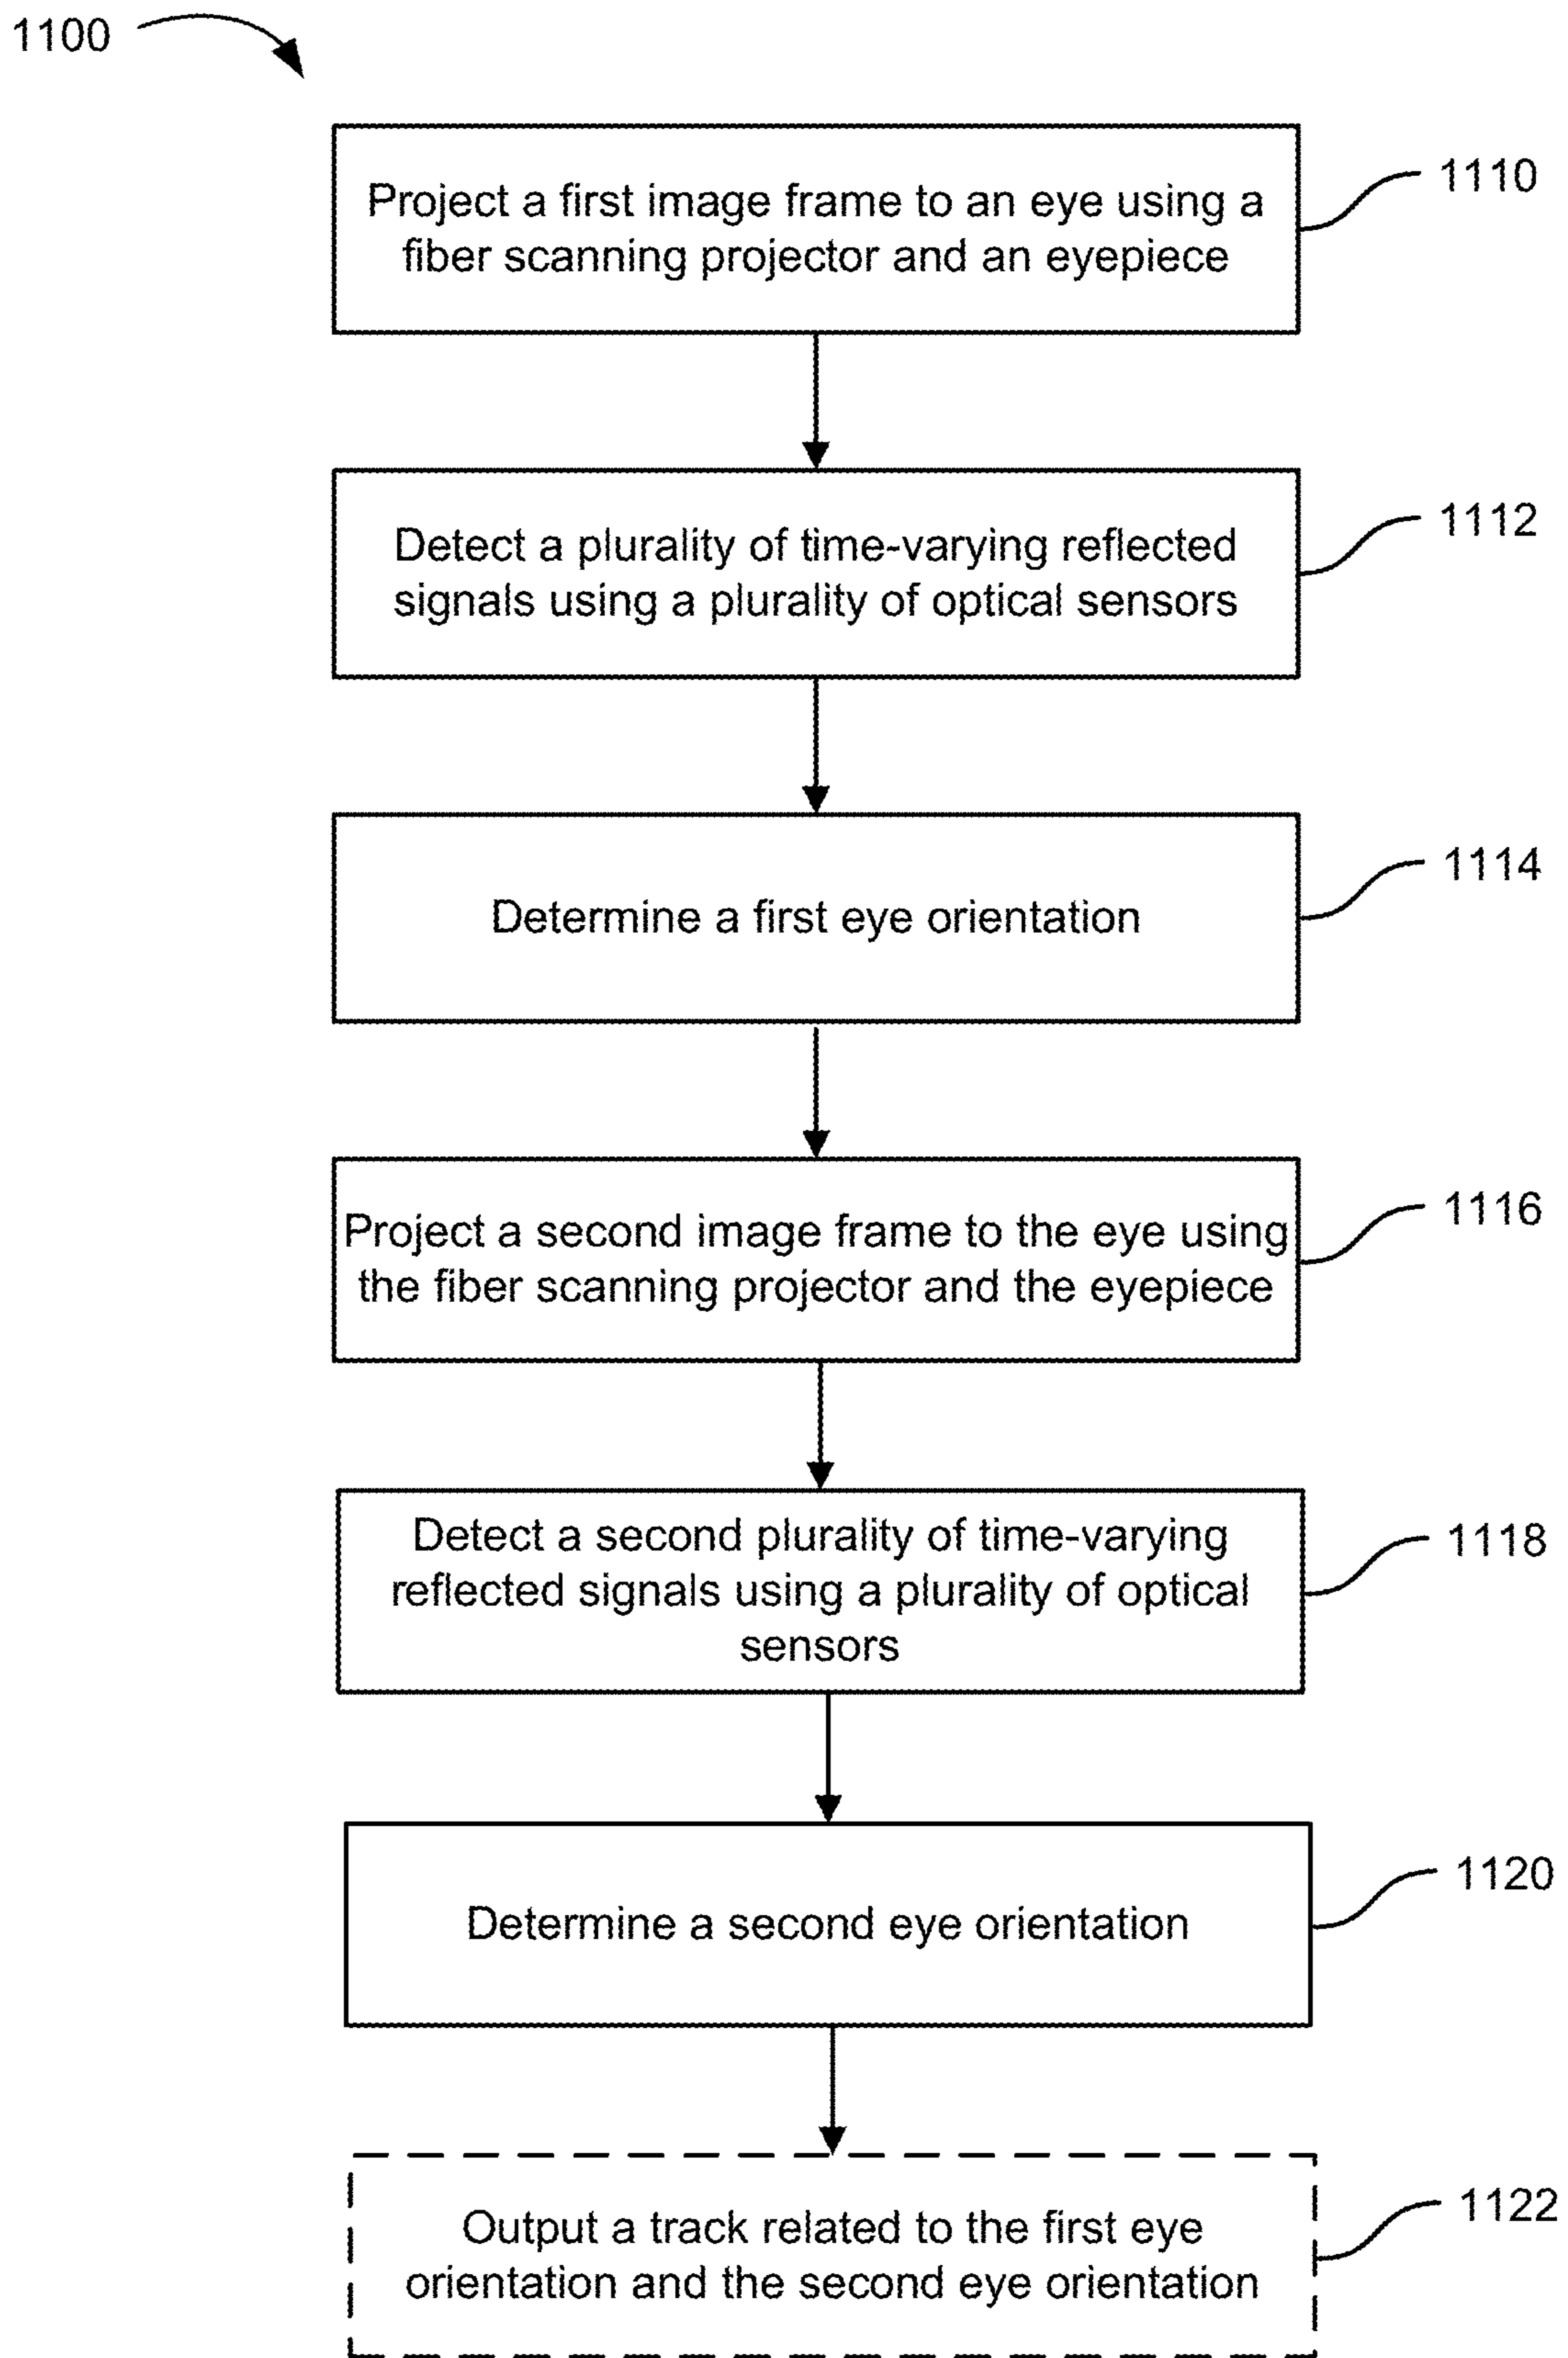 1100
Project a first image frame to an eye using a
fiber scanning projector and an eyepiece
1110
Detect a plurality of time-varying reflected
signals using a plurality of optical sensors
1112
Determine a first eye orientation
1114
Project a second image frame to the eye using
the fiber scanning projector and the eyepiece
1116
Detect a second plurality of time-varying
reflected signals using a plurality of optical
sensors
1118
Determine a second eye orientation
1120
Output a track related to the first eye
orientation and the second eye orientation
1122